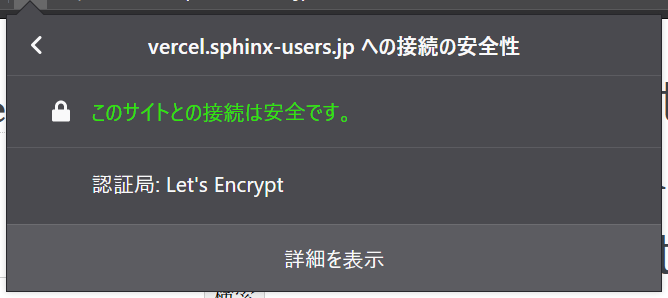 vercel.sphinx-users.jp への接続の安全性
このサイトとの接続は安全です。
認証局: Let's Encrypt
詳細を表示